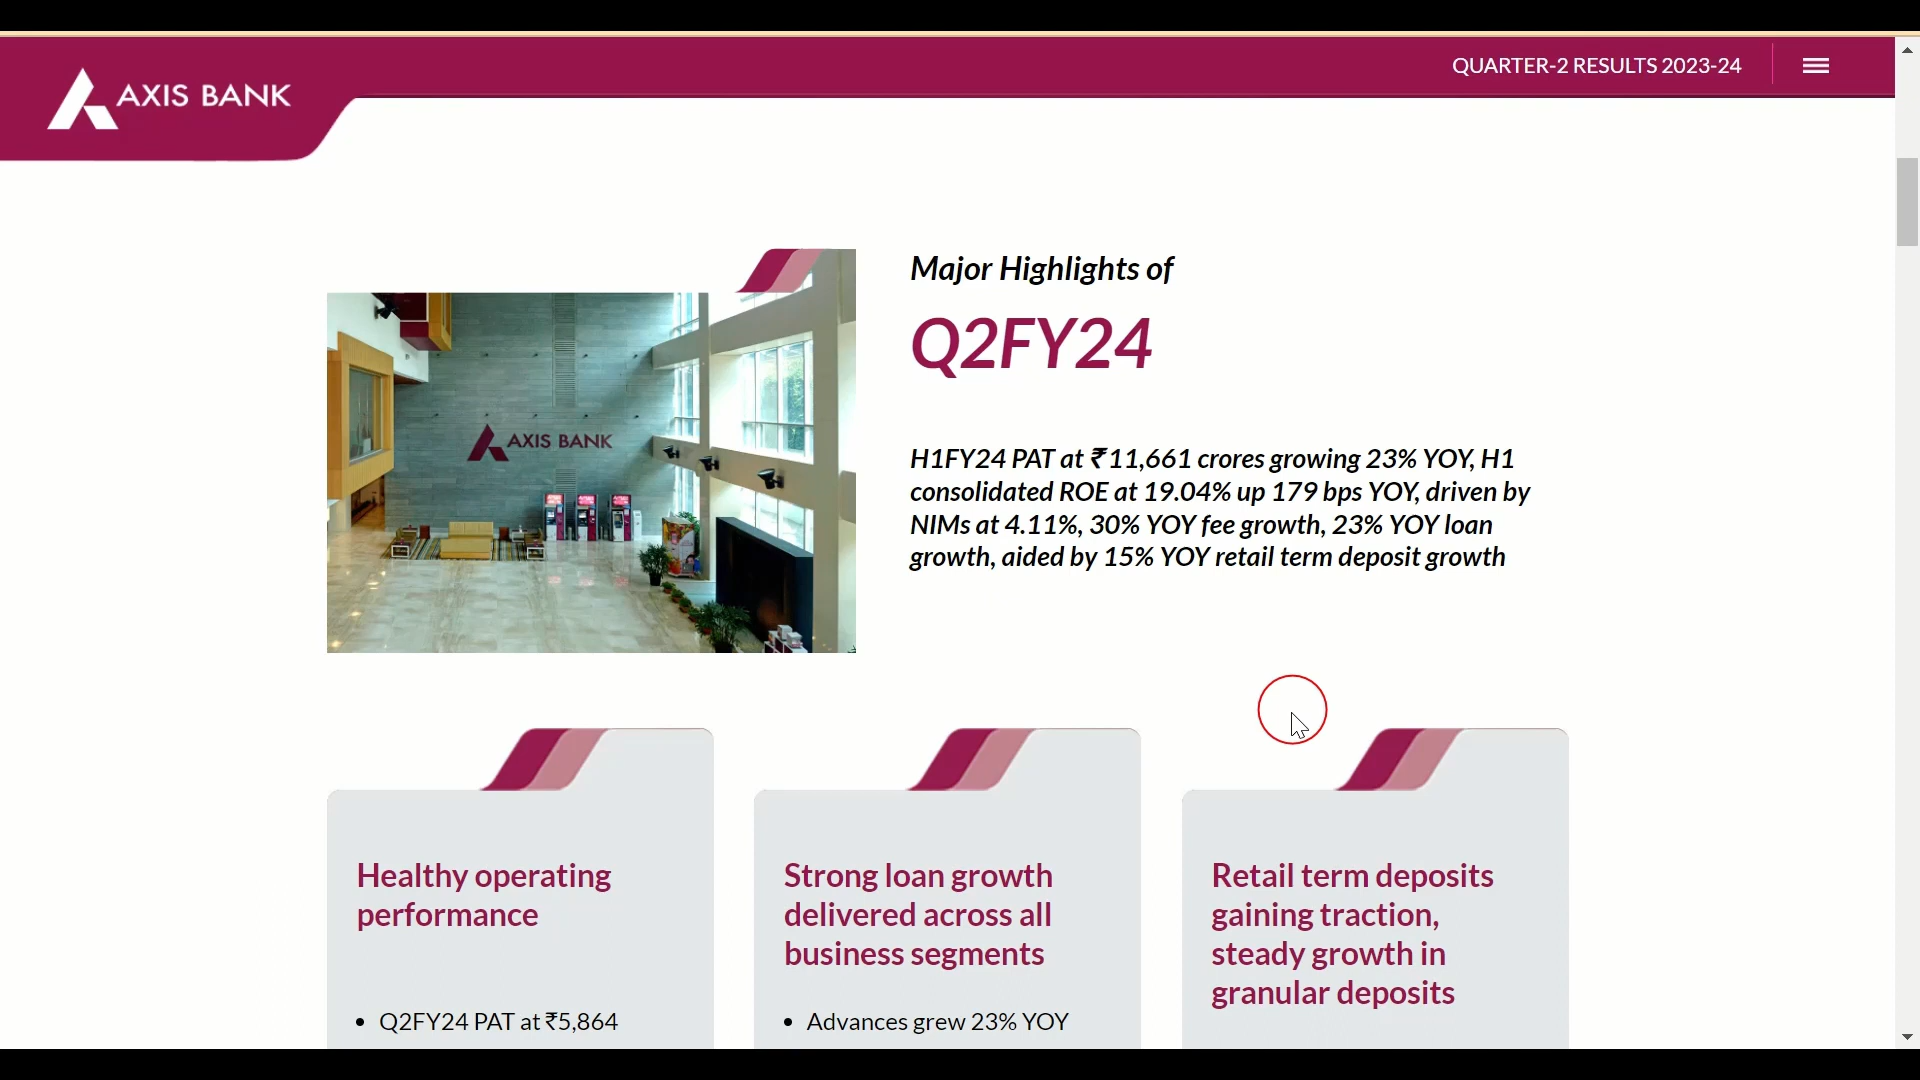 QUARTER-2 RESULTS 2023-24
AXIS BANK
Major Highlights of
Q2FY24
AXIS BANK
H1FY24 PAT at ₹11,661 crores growing 23% YOY, H1
consolidated ROE at 19.04% up 179 bps YOY, driven by
NIMs at 4.11%, 30% YOY fee growth, 23% YOY loan
growth, aided by 15% YOY retail term deposit growth
Healthy operating
performance
• Q2FY24 PAT at ₹5,864
Strong loan growth
delivered across all
business segments
• Advances grew 23% YOY
Retail term deposits
gaining traction,
steady growth in
granular deposits